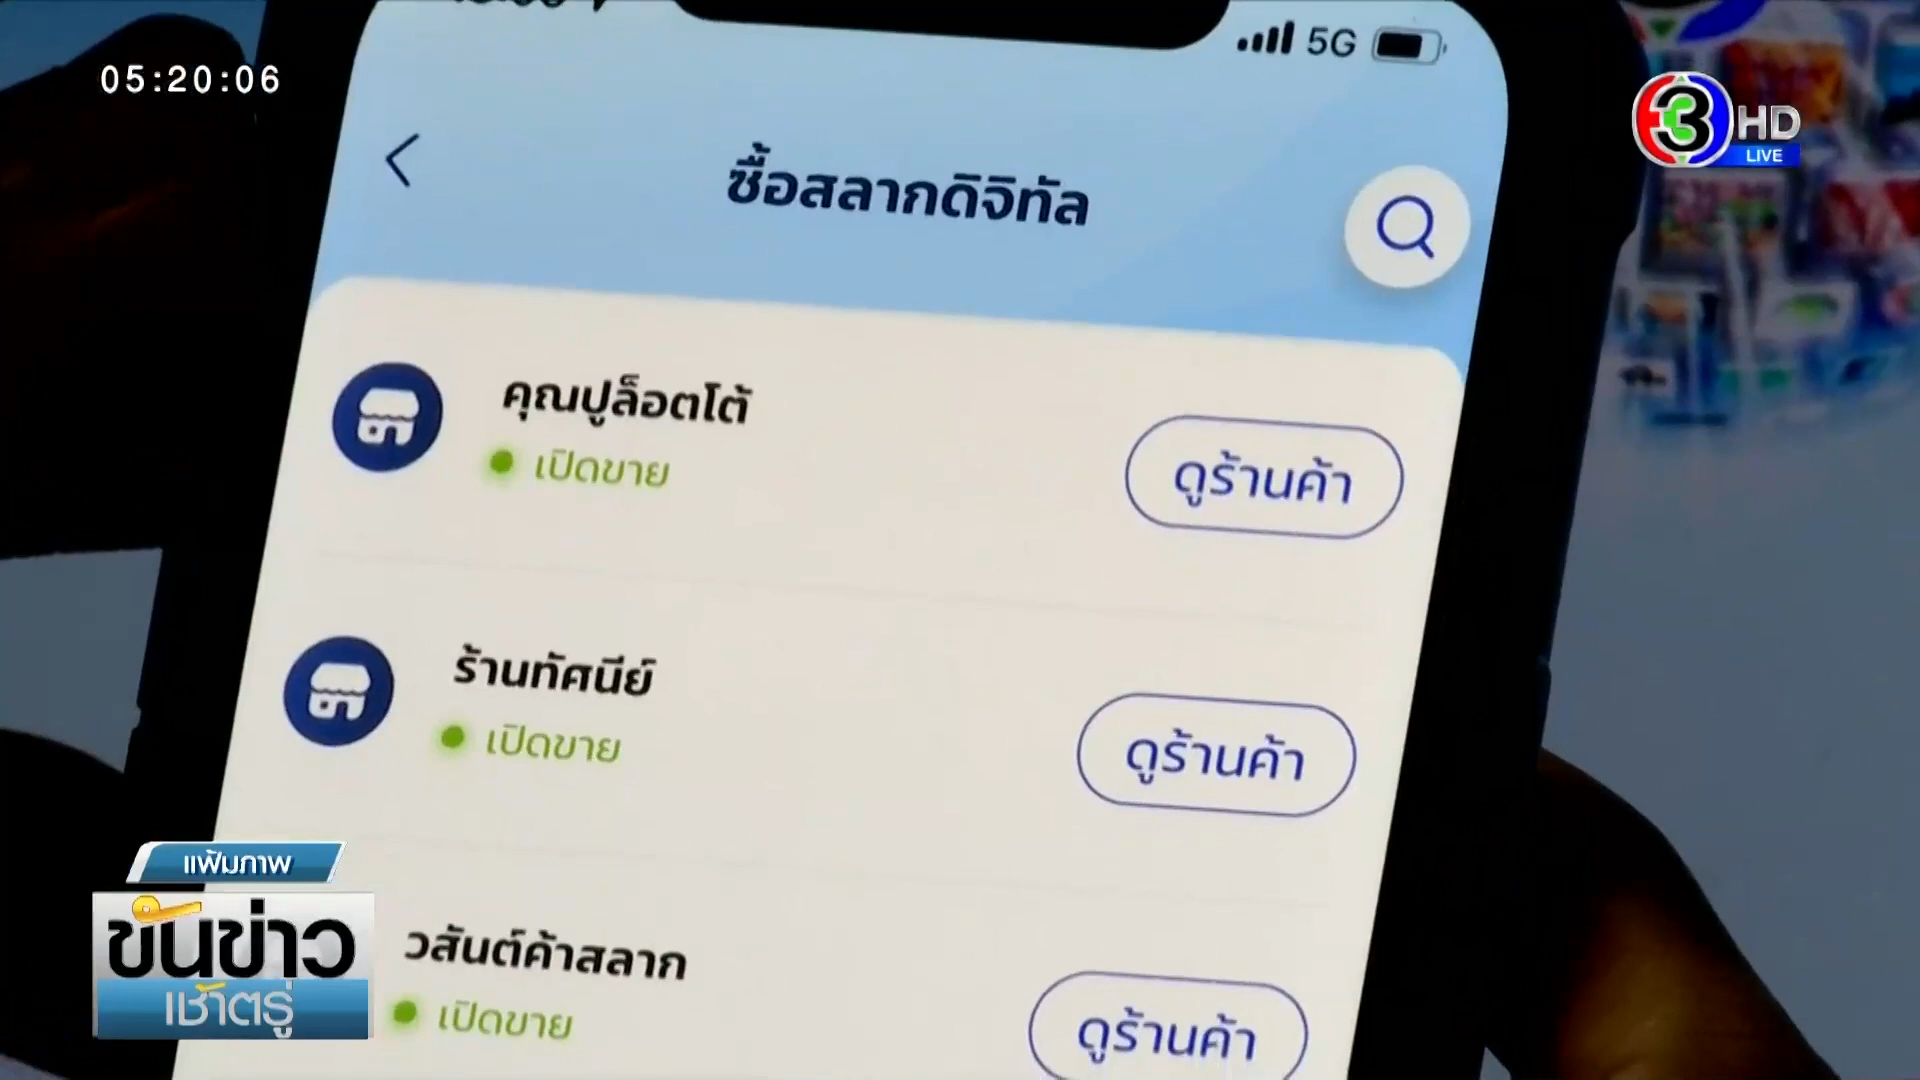 05:20:06
5G
3 HD
LIVE
ซื้อสลากดิจิทัล
คุณปูล็อตโต้
เปิดขาย
ดูร้านค้า
ร้านทัศนีย์
เปิดขาย
ดูร้านค้า
วสันต์ค้าสลาก
เปิดขาย
ดูร้านค้า
แฟ้มภาพ
ขันข่าว
เช้าตรู่